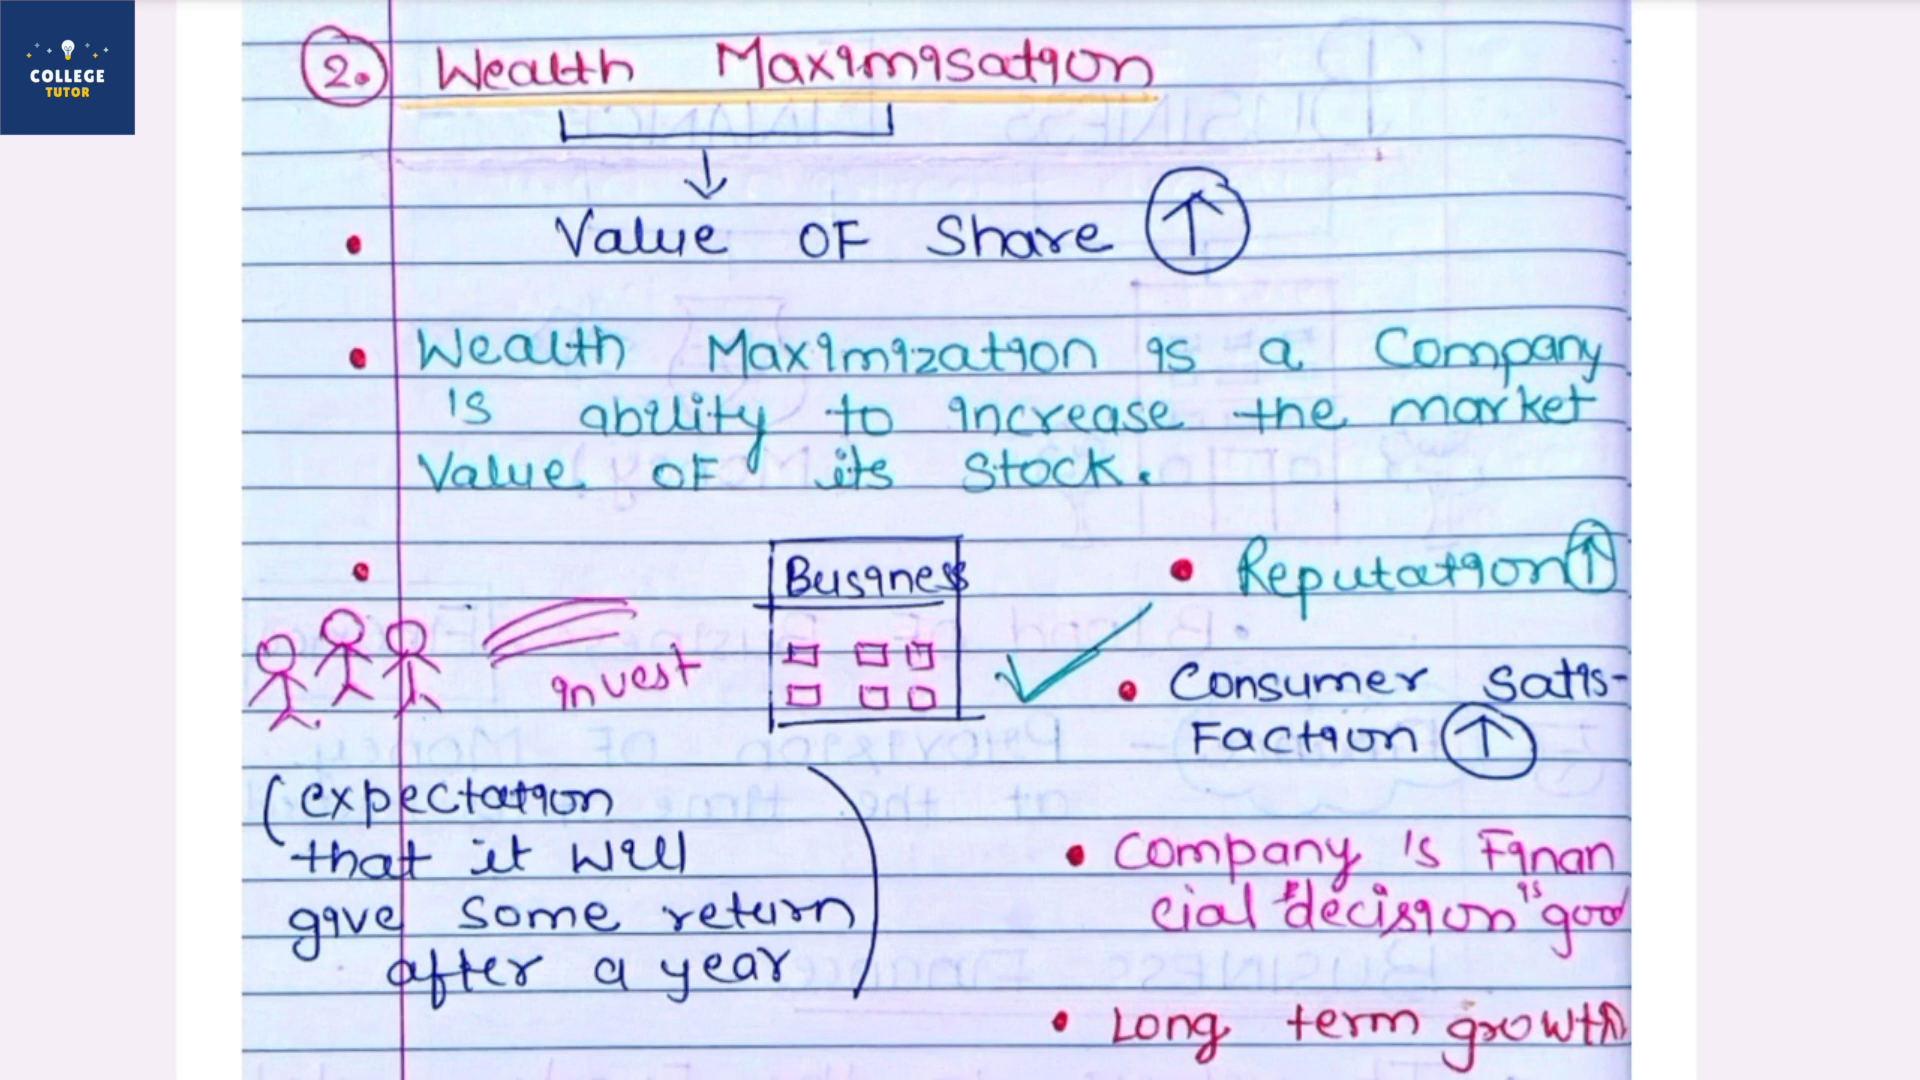 COLLEGE
TUTOR
2. Wealth Maximisation
Value OF Share ↑
Wealth Maximization is a Company
's ability to increase the market
Value OF its Stock.
Business
invest
Reputation ↑
Consumer Satis-
Faction ↑
(expectation
that it will
give some return
after a year)
Company 's Finan
cial decision is good
Long term growth